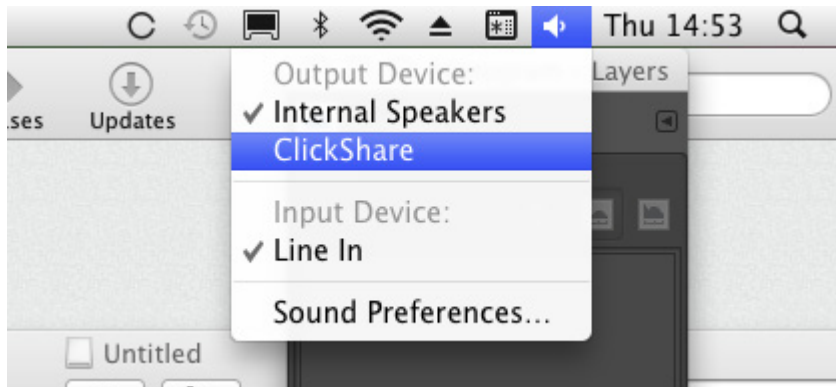 Thu 14:53
Output Device:
Layers
✓ Internal Speakers
ses
Updates
ClickShare
Input Device:
✓ Line In
Sound Preferences...
Untitled